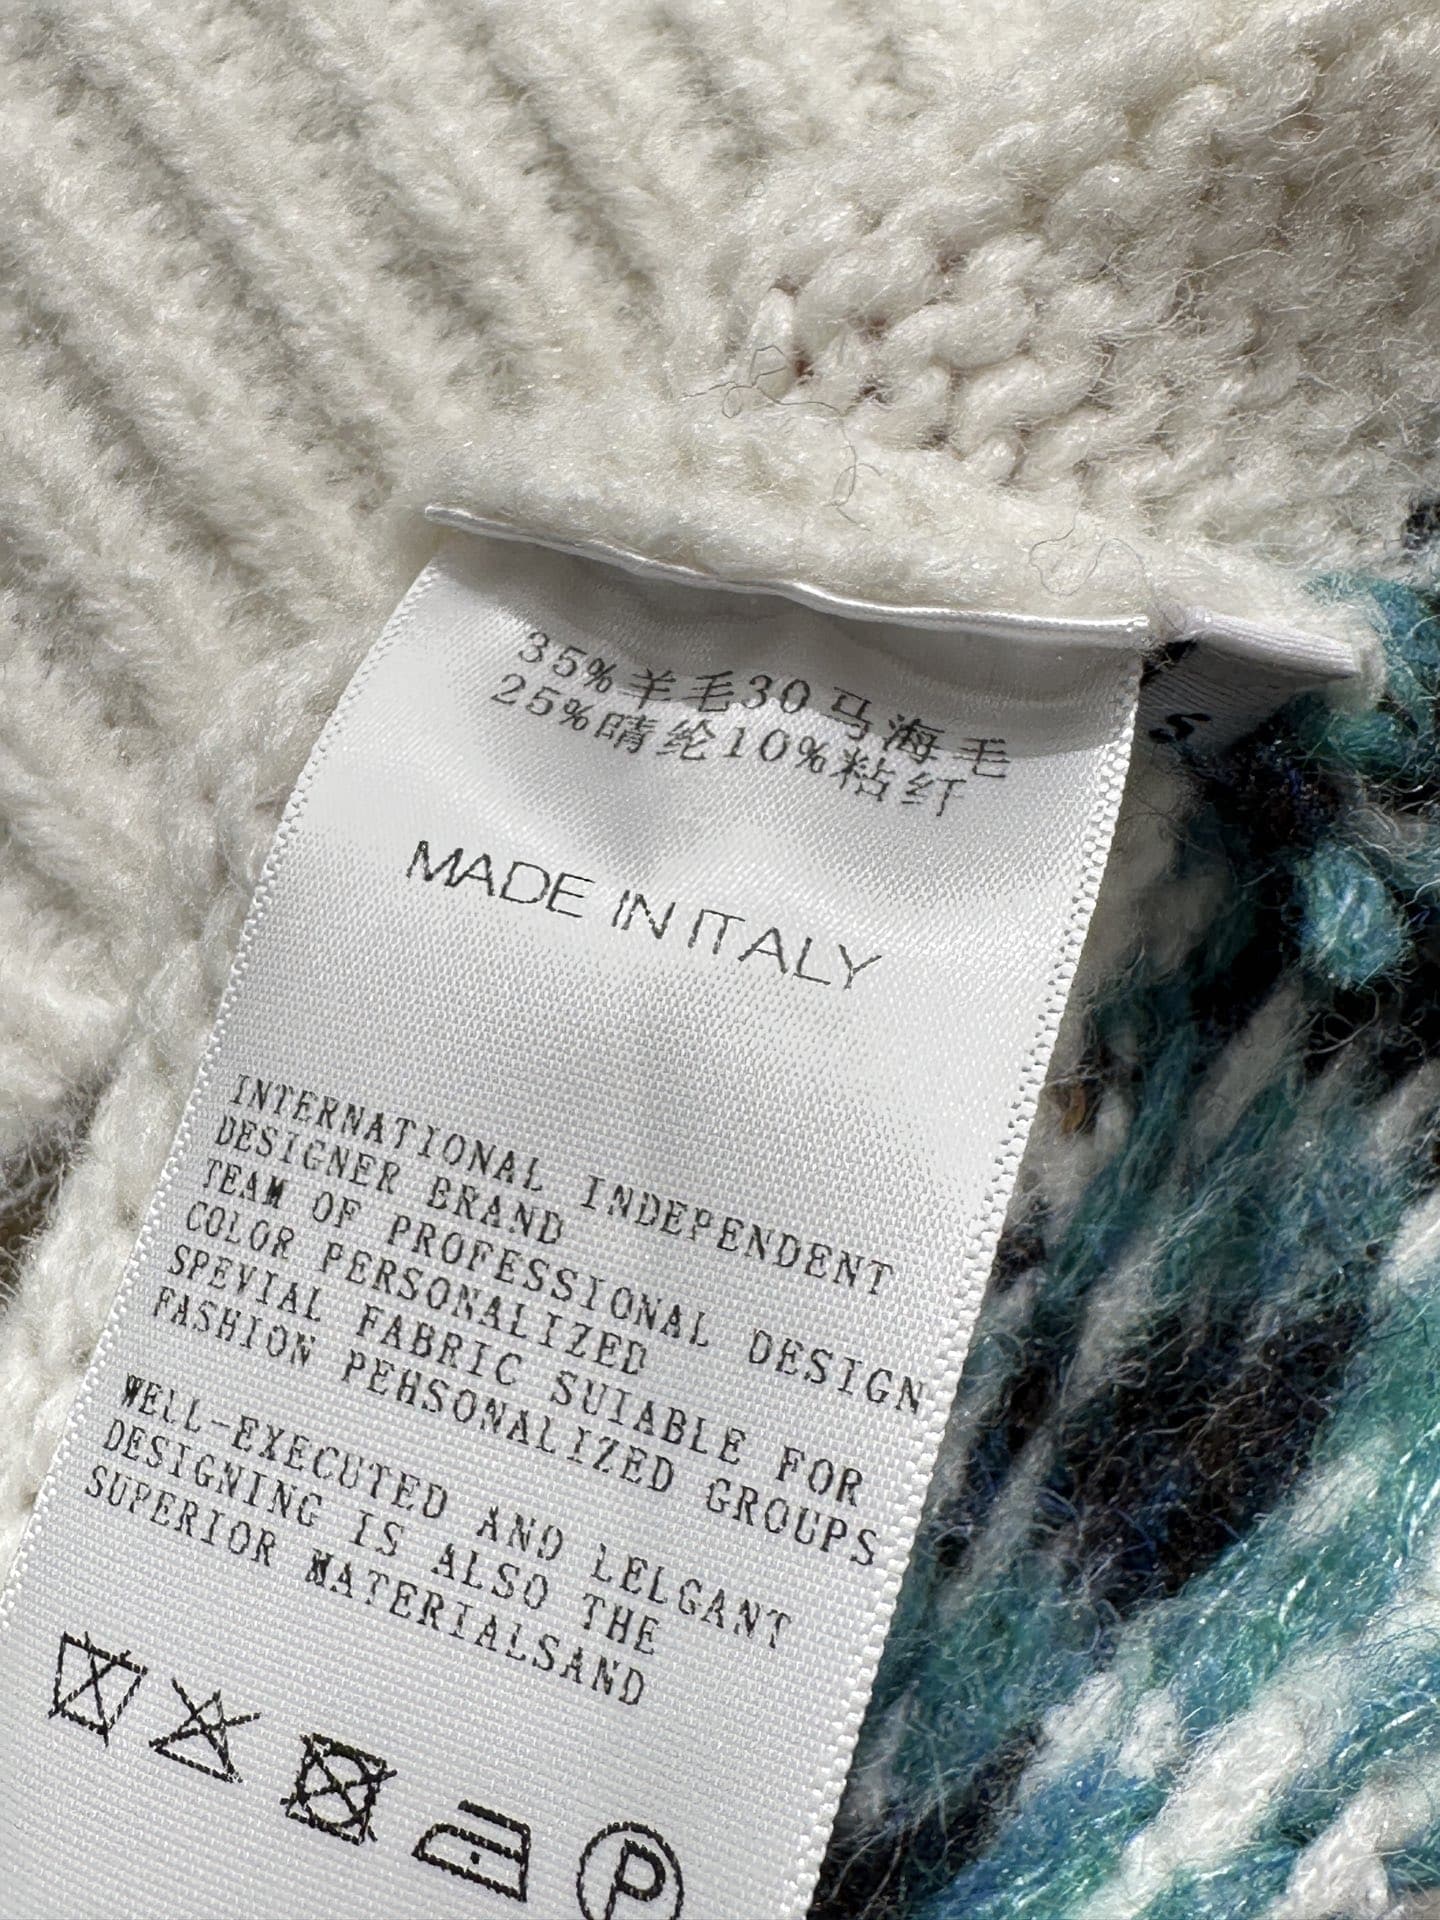 35%羊毛30马海毛
25%晴纶10%粘纤
MADE IN ITALY
INTERNATIONAL INDEPENDENT
DESIGNER BRAND
TEAM OF PROFESSIONAL DESIGN
COLOR PERSONALIZED
SPEVIAL FABRIC SUIABLE FOR
FASHION PEHSONALIZED GROUPS
WELL-EXECUTED AND LELGANT
DESIGNING IS ALSO THE
SUPERIOR MATERIALSAND
P
S